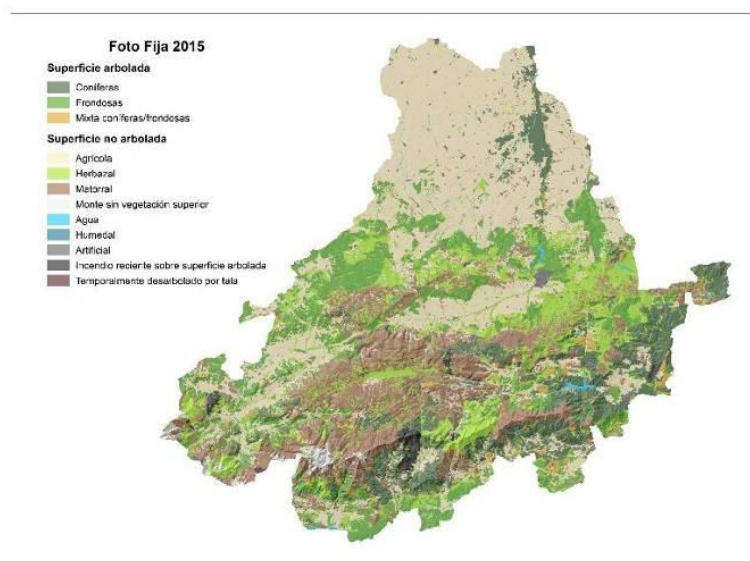 Foto Fija 2015
Superficie arbolada
Coníferas
Frondosas
Mixta coníferas/frondosas
Superficie no arbolada
Agrícola
Herbazal
Matorral
Monte sin vegetación superior
Agua
Humedal
Artificial
Incendio reciente sobre superficie arbolada
Temporalmente desarbolado por tala